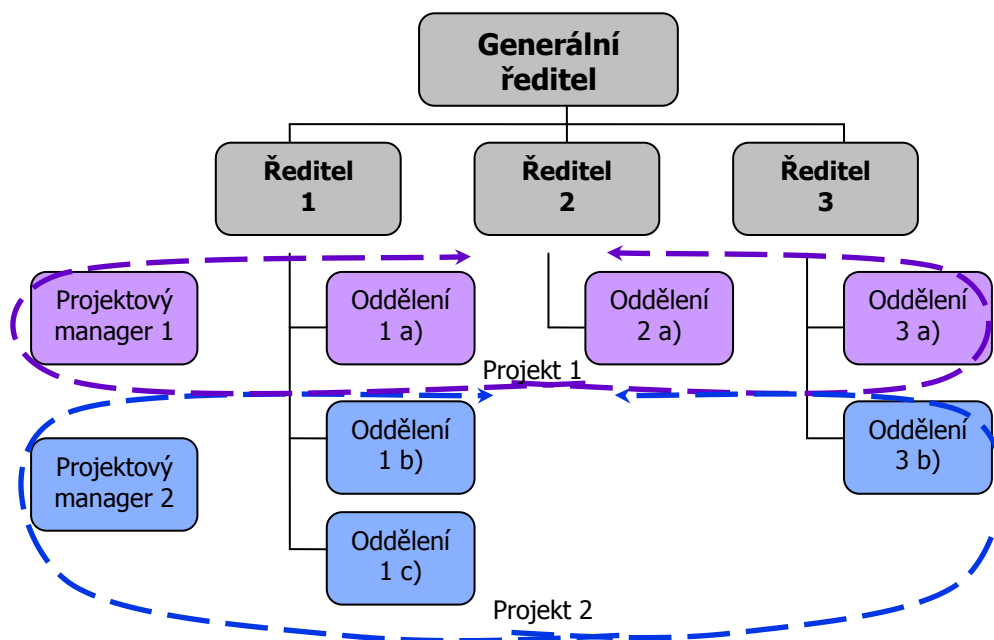 Generální
ředitel
Ředitel
1
Ředitel
2
Ředitel
3
Projektový
manager 1
Oddělení
1 a)
Oddělení
2 a)
Oddělení
3 a)
Projekt 1
Projektový
manager 2
Oddělení
1 b)
Oddělení
3 b)
Oddělení
1 c)
Projekt 2